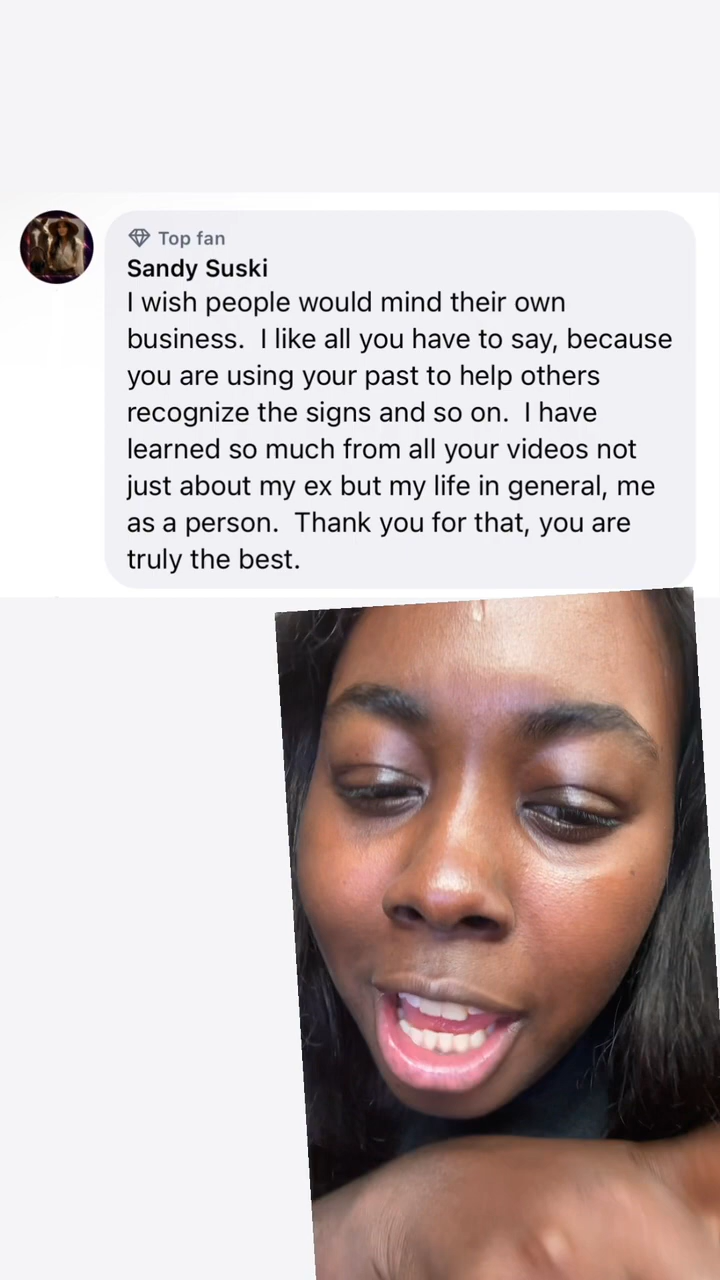 Top fan
Sandy Suski
I wish people would mind their own
business.  I like all you have to say, because
you are using your past to help others
recognize the signs and so on.  I have
learned so much from all your videos not
just about my ex but my life in general, me
as a person.  Thank you for that, you are
truly the best.